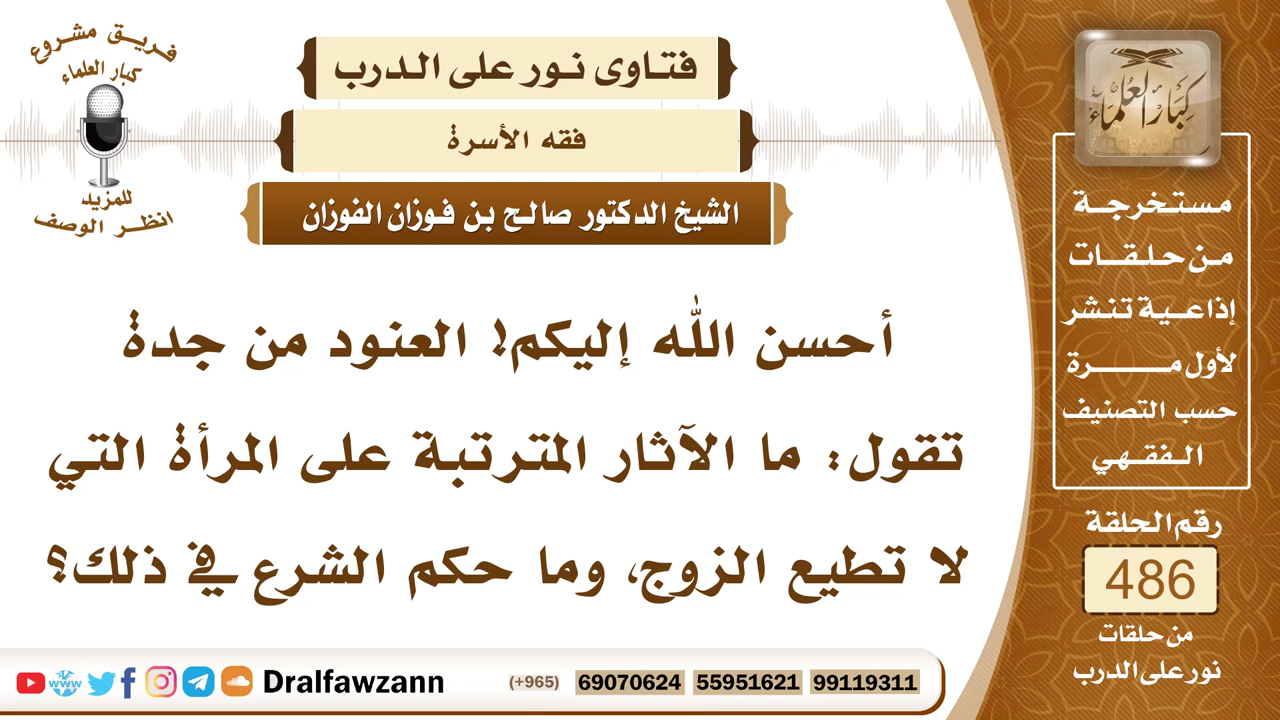 فريق مشروع
كبار العلماء
للمزيد
انظر الوصف
فتاوى نور على الدرب
فقه الأسرة
الشيخ الدكتور صالح بن فوزان الفوزان
أحسن الله إليكم! العنود من جدة
تقول: ما الآثار المترتبة على المرأة التي
لا تطيع الزوج، وما حكم الشرع في ذلك؟
كبار العلماء
مستخرجة
من حلقات
إذاعية تنشر
لأول مرة
حسب التصنيف
الفقهي
رقم الحلقة
486
من حلقات
نور على الدرب
www Dralfawzann (+965) 69070624 55951621 99119311